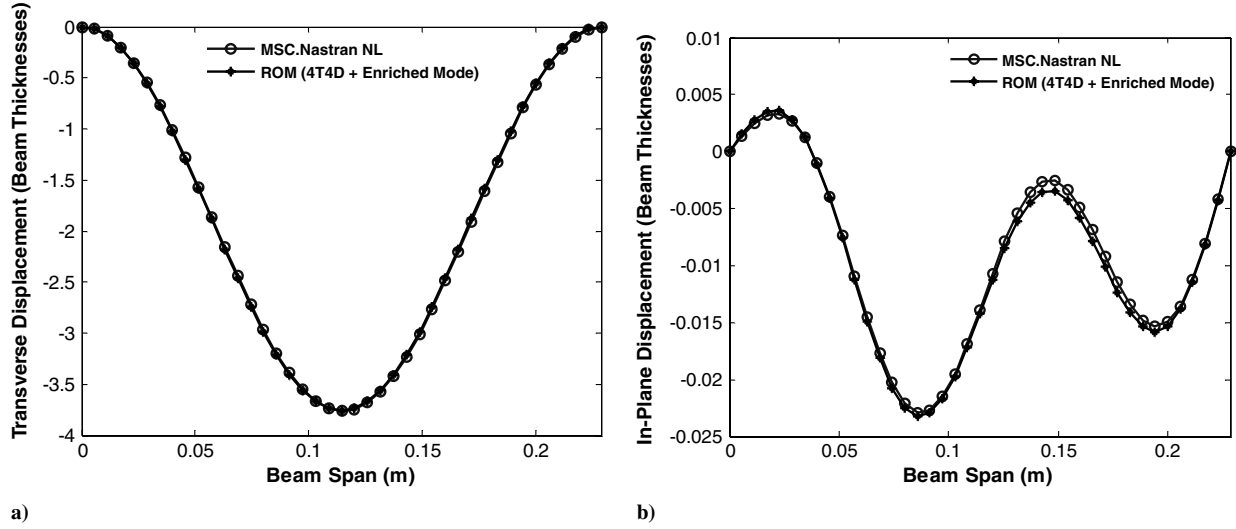 0
-0.5
-1
-1.5
-2
-2.5
-3
-3.5
-4
0
0.05
0.1
0.15
0.2
Transverse Displacement (Beam Thicknesses)
Beam Span (m)
MSC.Nastran NL
ROM (4T4D + Enriched Mode)
a)
0.01
0.005
0
-0.005
-0.01
-0.015
-0.02
-0.025
0
0.05
0.1
0.15
0.2
In-Plane Displacement (Beam Thicknesses)
Beam Span (m)
MSC.Nastran NL
ROM (4T4D + Enriched Mode)
b)